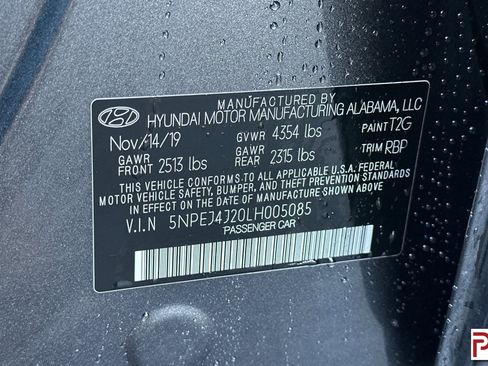 MANUFACTURED BY
HYUNDAI MOTOR MANUFACTURING ALABAMA, LLC
Nov/14/19 GVWR 4354 lbs PAINT T2G
GAWR FRONT 2513 lbs GAWR REAR 2315 lbs TRIM RBP
THIS VEHICLE CONFORMS TO ALL APPLICABLE U.S.A. FEDERAL
MOTOR VEHICLE SAFETY, BUMPER, AND THEFT PREVENTION STANDARDS
IN EFFECT ON THE DATE OF MANUFACTURE SHOWN ABOVE.
V.I.N 5NPEJ4J20LH005085
PASSENGER CAR
P